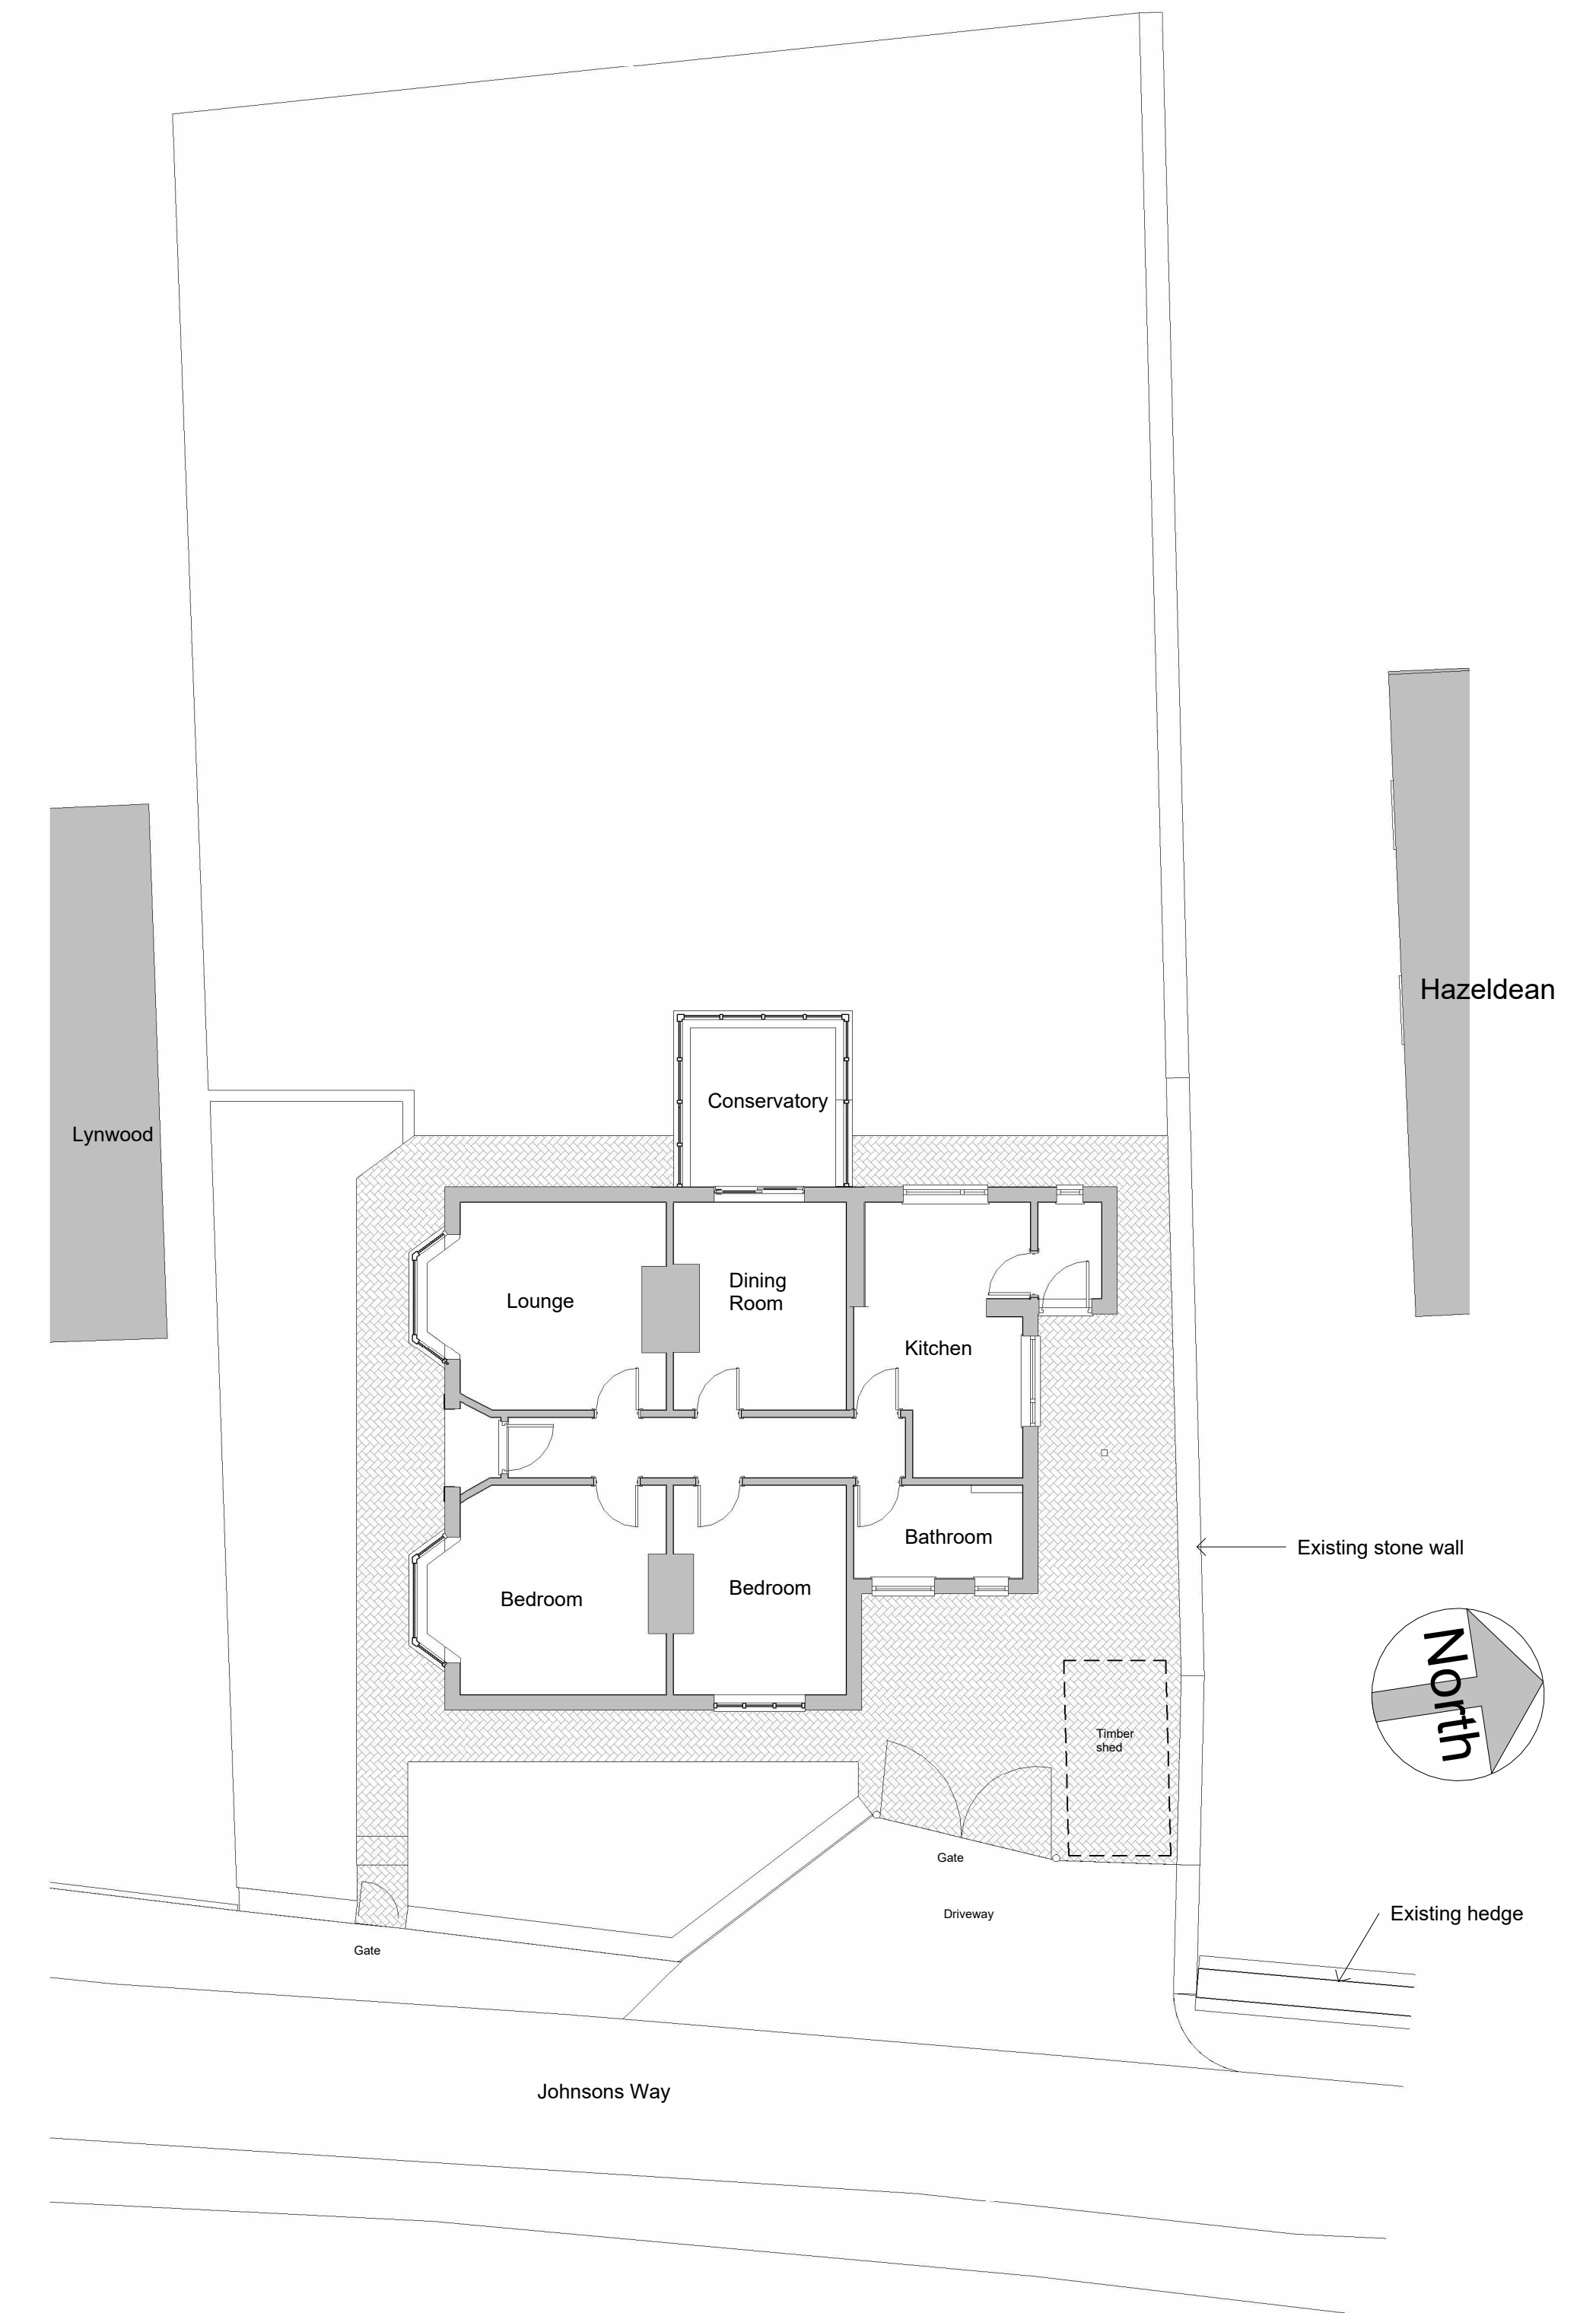 Hazeldean
Conservatory
Lynwood
Dining
Room
Lounge
Kitchen
Bathroom
Existing stone wall
Bedroom
Bedroom
North
Timber
shed
Gate
Driveway
Existing hedge
Gate
Johnsons Way